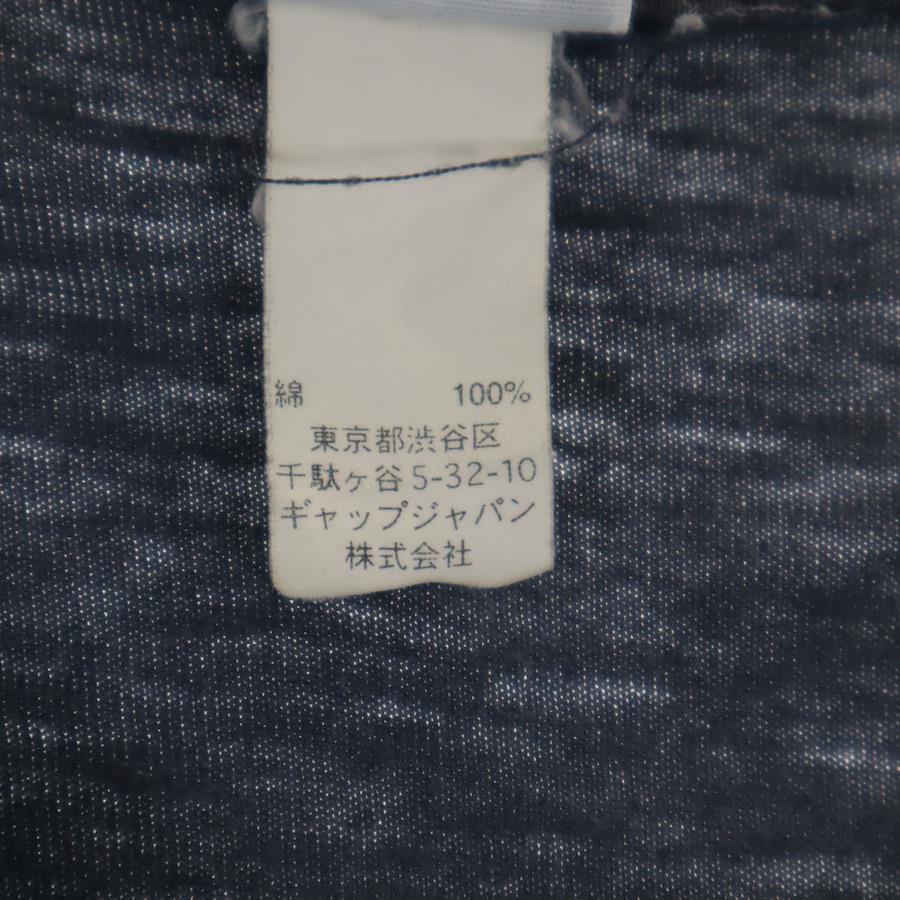 綿 100%
東京都渋谷区
千駄ヶ谷5-32-10
ギャップジャパン
株式会社